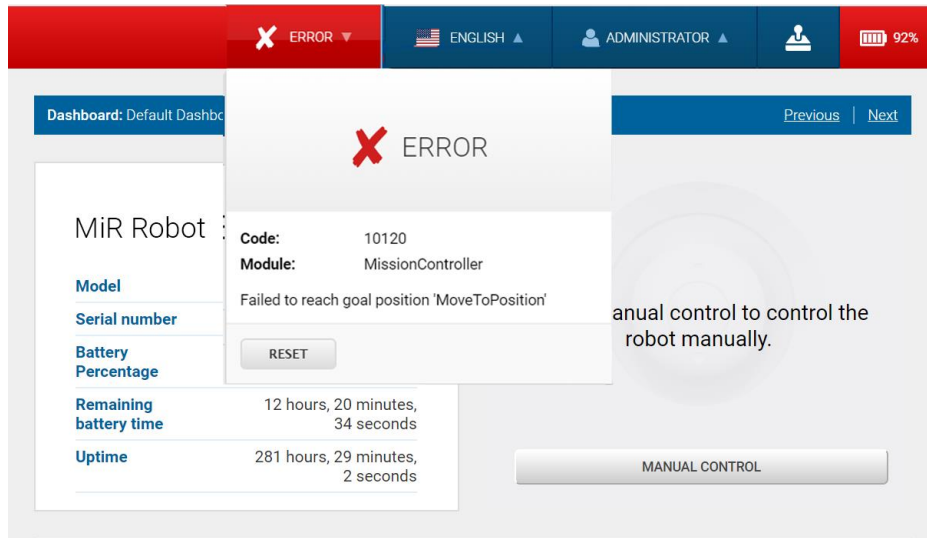 ERROR ▼
ENGLISH ▲
ADMINISTRATOR ▲
92%
Dashboard: Default Dashbo
Previous | Next
ERROR
MiR Robot
Code: 10120
Module: MissionController
Failed to reach goal position 'MoveToPosition'
RESET
Model
Serial number
Battery
Percentage
Remaining
battery time
12 hours, 20 minutes,
34 seconds
Uptime
281 hours, 29 minutes,
2 seconds
anual control to control the
robot manually.
MANUAL CONTROL